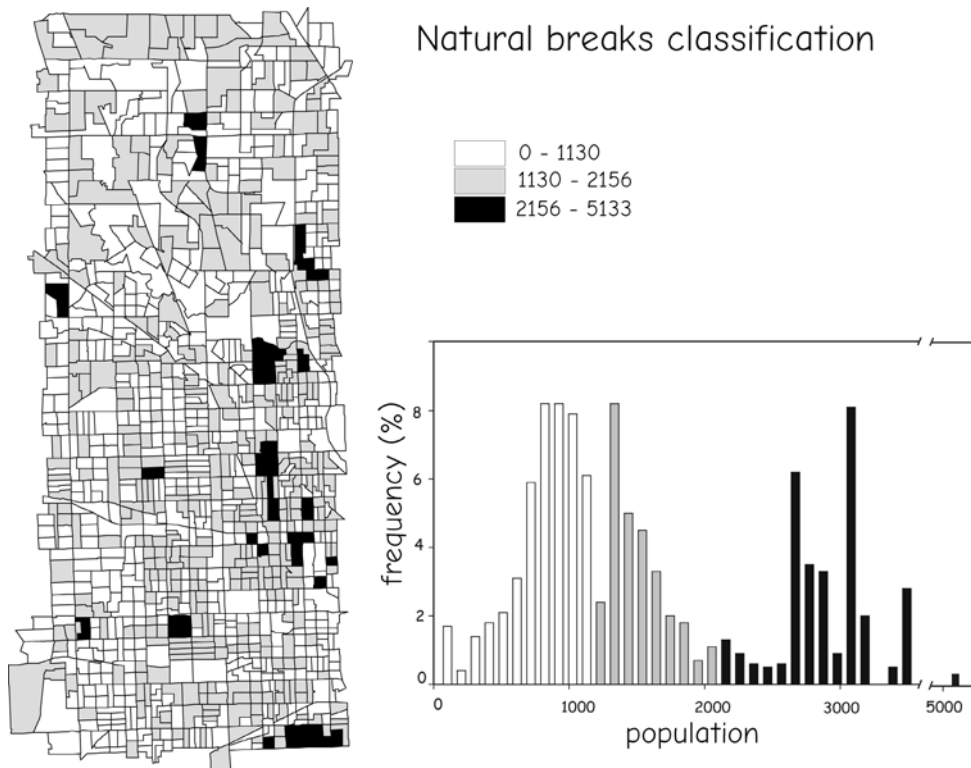 Natural breaks classification
0 - 1130
1130 - 2156
2156 - 5133
frequency (%)
8
6
4
2
0
0 1000 2000 3000 5000
population